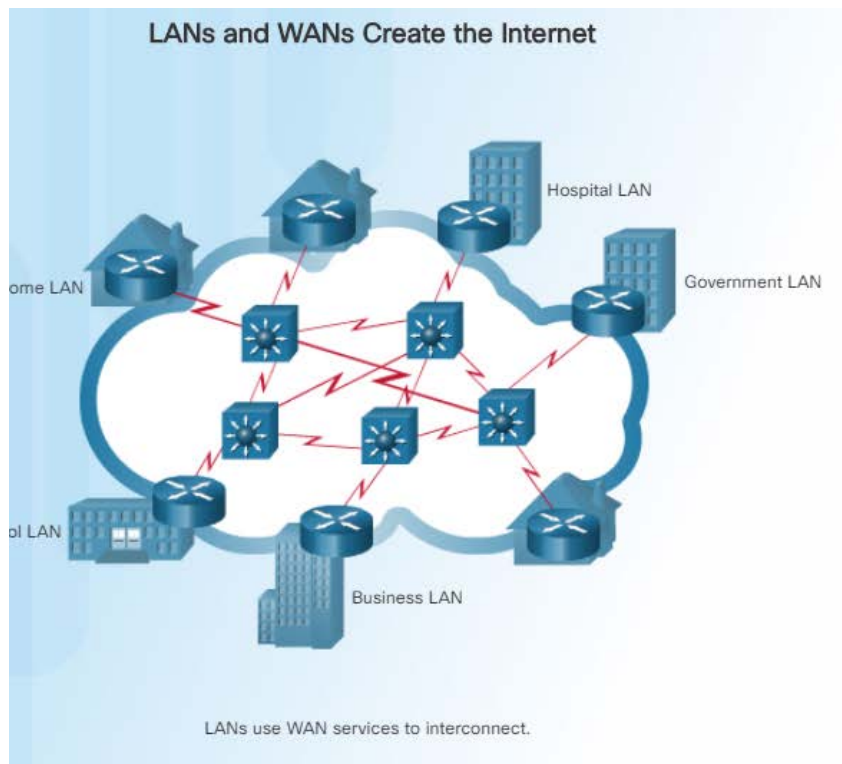 LANs and WANs Create the Internet
Hospital LAN
Government LAN
ome LAN
ol LAN
Business LAN
LANs use WAN services to interconnect.